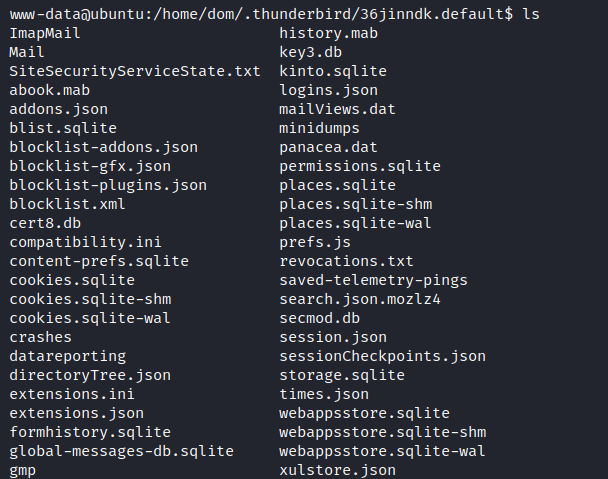 www-data@ubuntu:/home/dom/.thunderbird/36jinndk.default$ ls
ImapMail history.mab
Mail key3.db
SiteSecurityServiceState.txt kinto.sqlite
abook.mab logins.json
addons.json mailViews.dat
blist.sqlite minidumps
blocklist-addons.json panacea.dat
blocklist-gfx.json permissions.sqlite
blocklist-plugins.json places.sqlite
blocklist.xml places.sqlite-shm
cert8.db places.sqlite-wal
compatibility.ini prefs.js
content-prefs.sqlite revocations.txt
cookies.sqlite saved-telemetry-pings
cookies.sqlite-shm search.json.mozlz4
cookies.sqlite-wal secmod.db
crashes session.json
datareporting sessionCheckpoints.json
directoryTree.json storage.sqlite
extensions.ini times.json
extensions.json webappsstore.sqlite
formhistory.sqlite webappsstore.sqlite-shm
global-messages-db.sqlite webappsstore.sqlite-wal
gmp xulstore.json